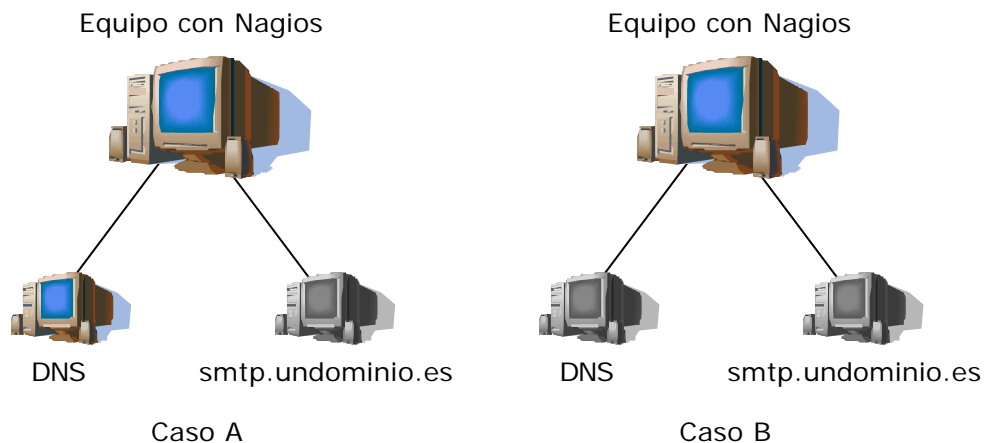 Equipo con Nagios
Equipo con Nagios
DNS
smtp.undominio.es
DNS
smtp.undominio.es
Caso A
Caso B